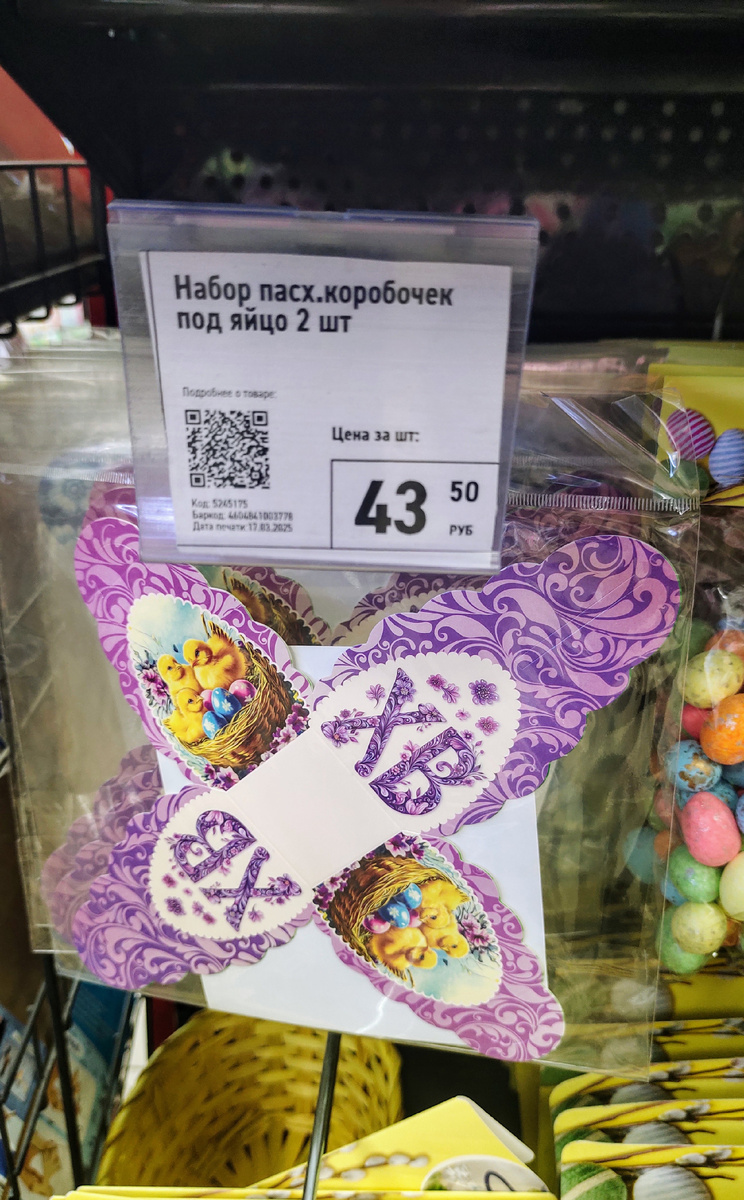 Набор пасх.коробочек
под яйцо 2 шт
Подробнее о товаре:
Цена за шт:
43 50
РУБ
Код: 5245175
Баркод: 4604841003778
Дата печати:17.03.2025
ХВ
ХВ